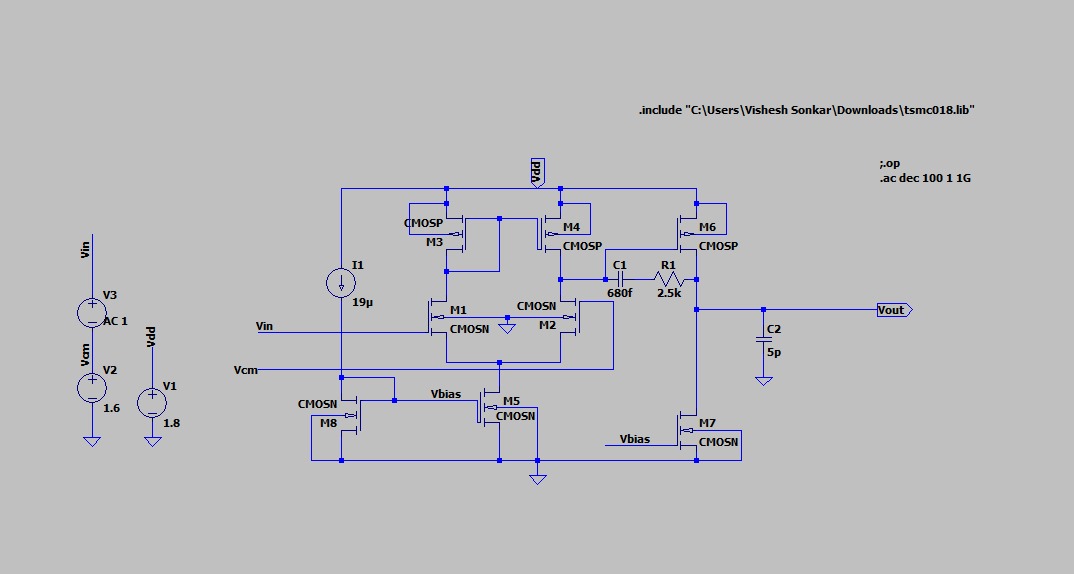 .include "C:\Users\Vishesh Sonkar\Downloads\tsmc018.lib"
;.op
.ac dec 100 1 1G
Vdd
CMOSP
M3
M4
CMOSP
M6
CMOSP
I1
19µ
C1
680f
R1
2.5k
Vin
V3
AC 1
Vcm
V2
1.6
Vdd
V1
1.8
M1
CMOSN
CMOSN
M2
Vin
Vcm
Vout
C2
5p
CMOSN
M8
Vbias
M5
CMOSN
Vbias
M7
CMOSN